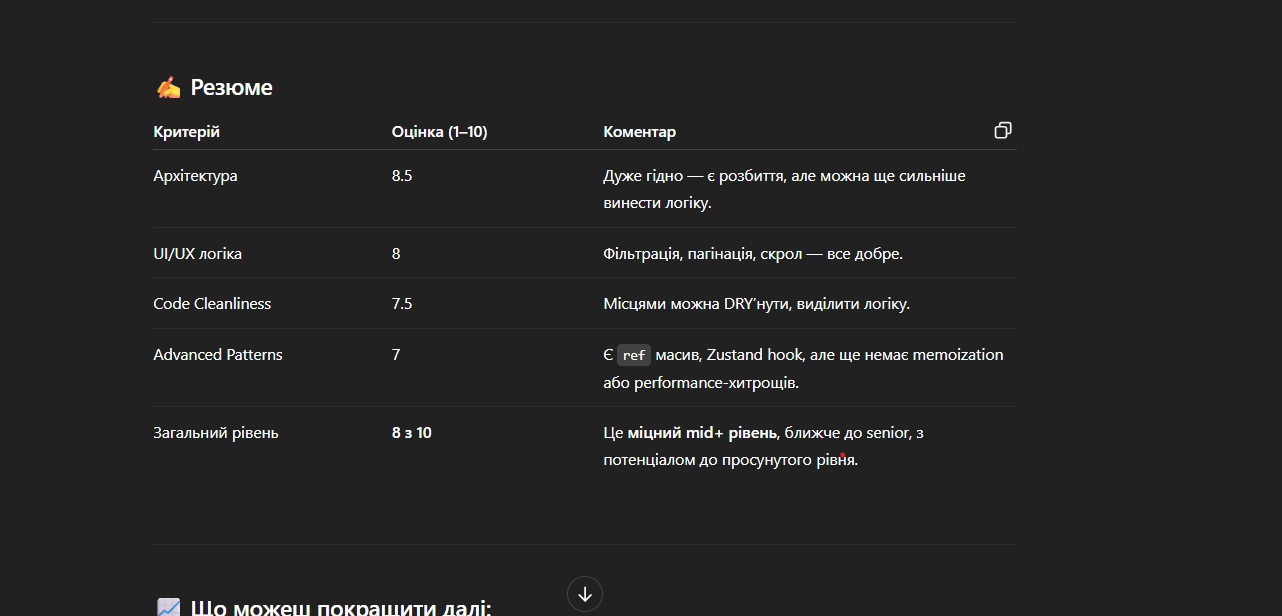 ✍️ Резюме
Критерій Оцінка (1–10) Коментар
Архітектура 8.5 Дуже гідно — є розбиття, але можна ще сильніше
винести логіку.
UI/UX логіка 8 Фільтрація, пагінація, скрол — все добре.
Code Cleanliness 7.5 Місцями можна DRY’нути, виділити логіку.
Advanced Patterns 7 Є ref масив, Zustand hook, але ще немає memoization
або performance-хитрощів.
Загальний рівень 8 з 10 Це міцний mid+ рівень, ближче до senior, з
потенціалом до просунутого рівня.
📈 Що можеш покращити далі: